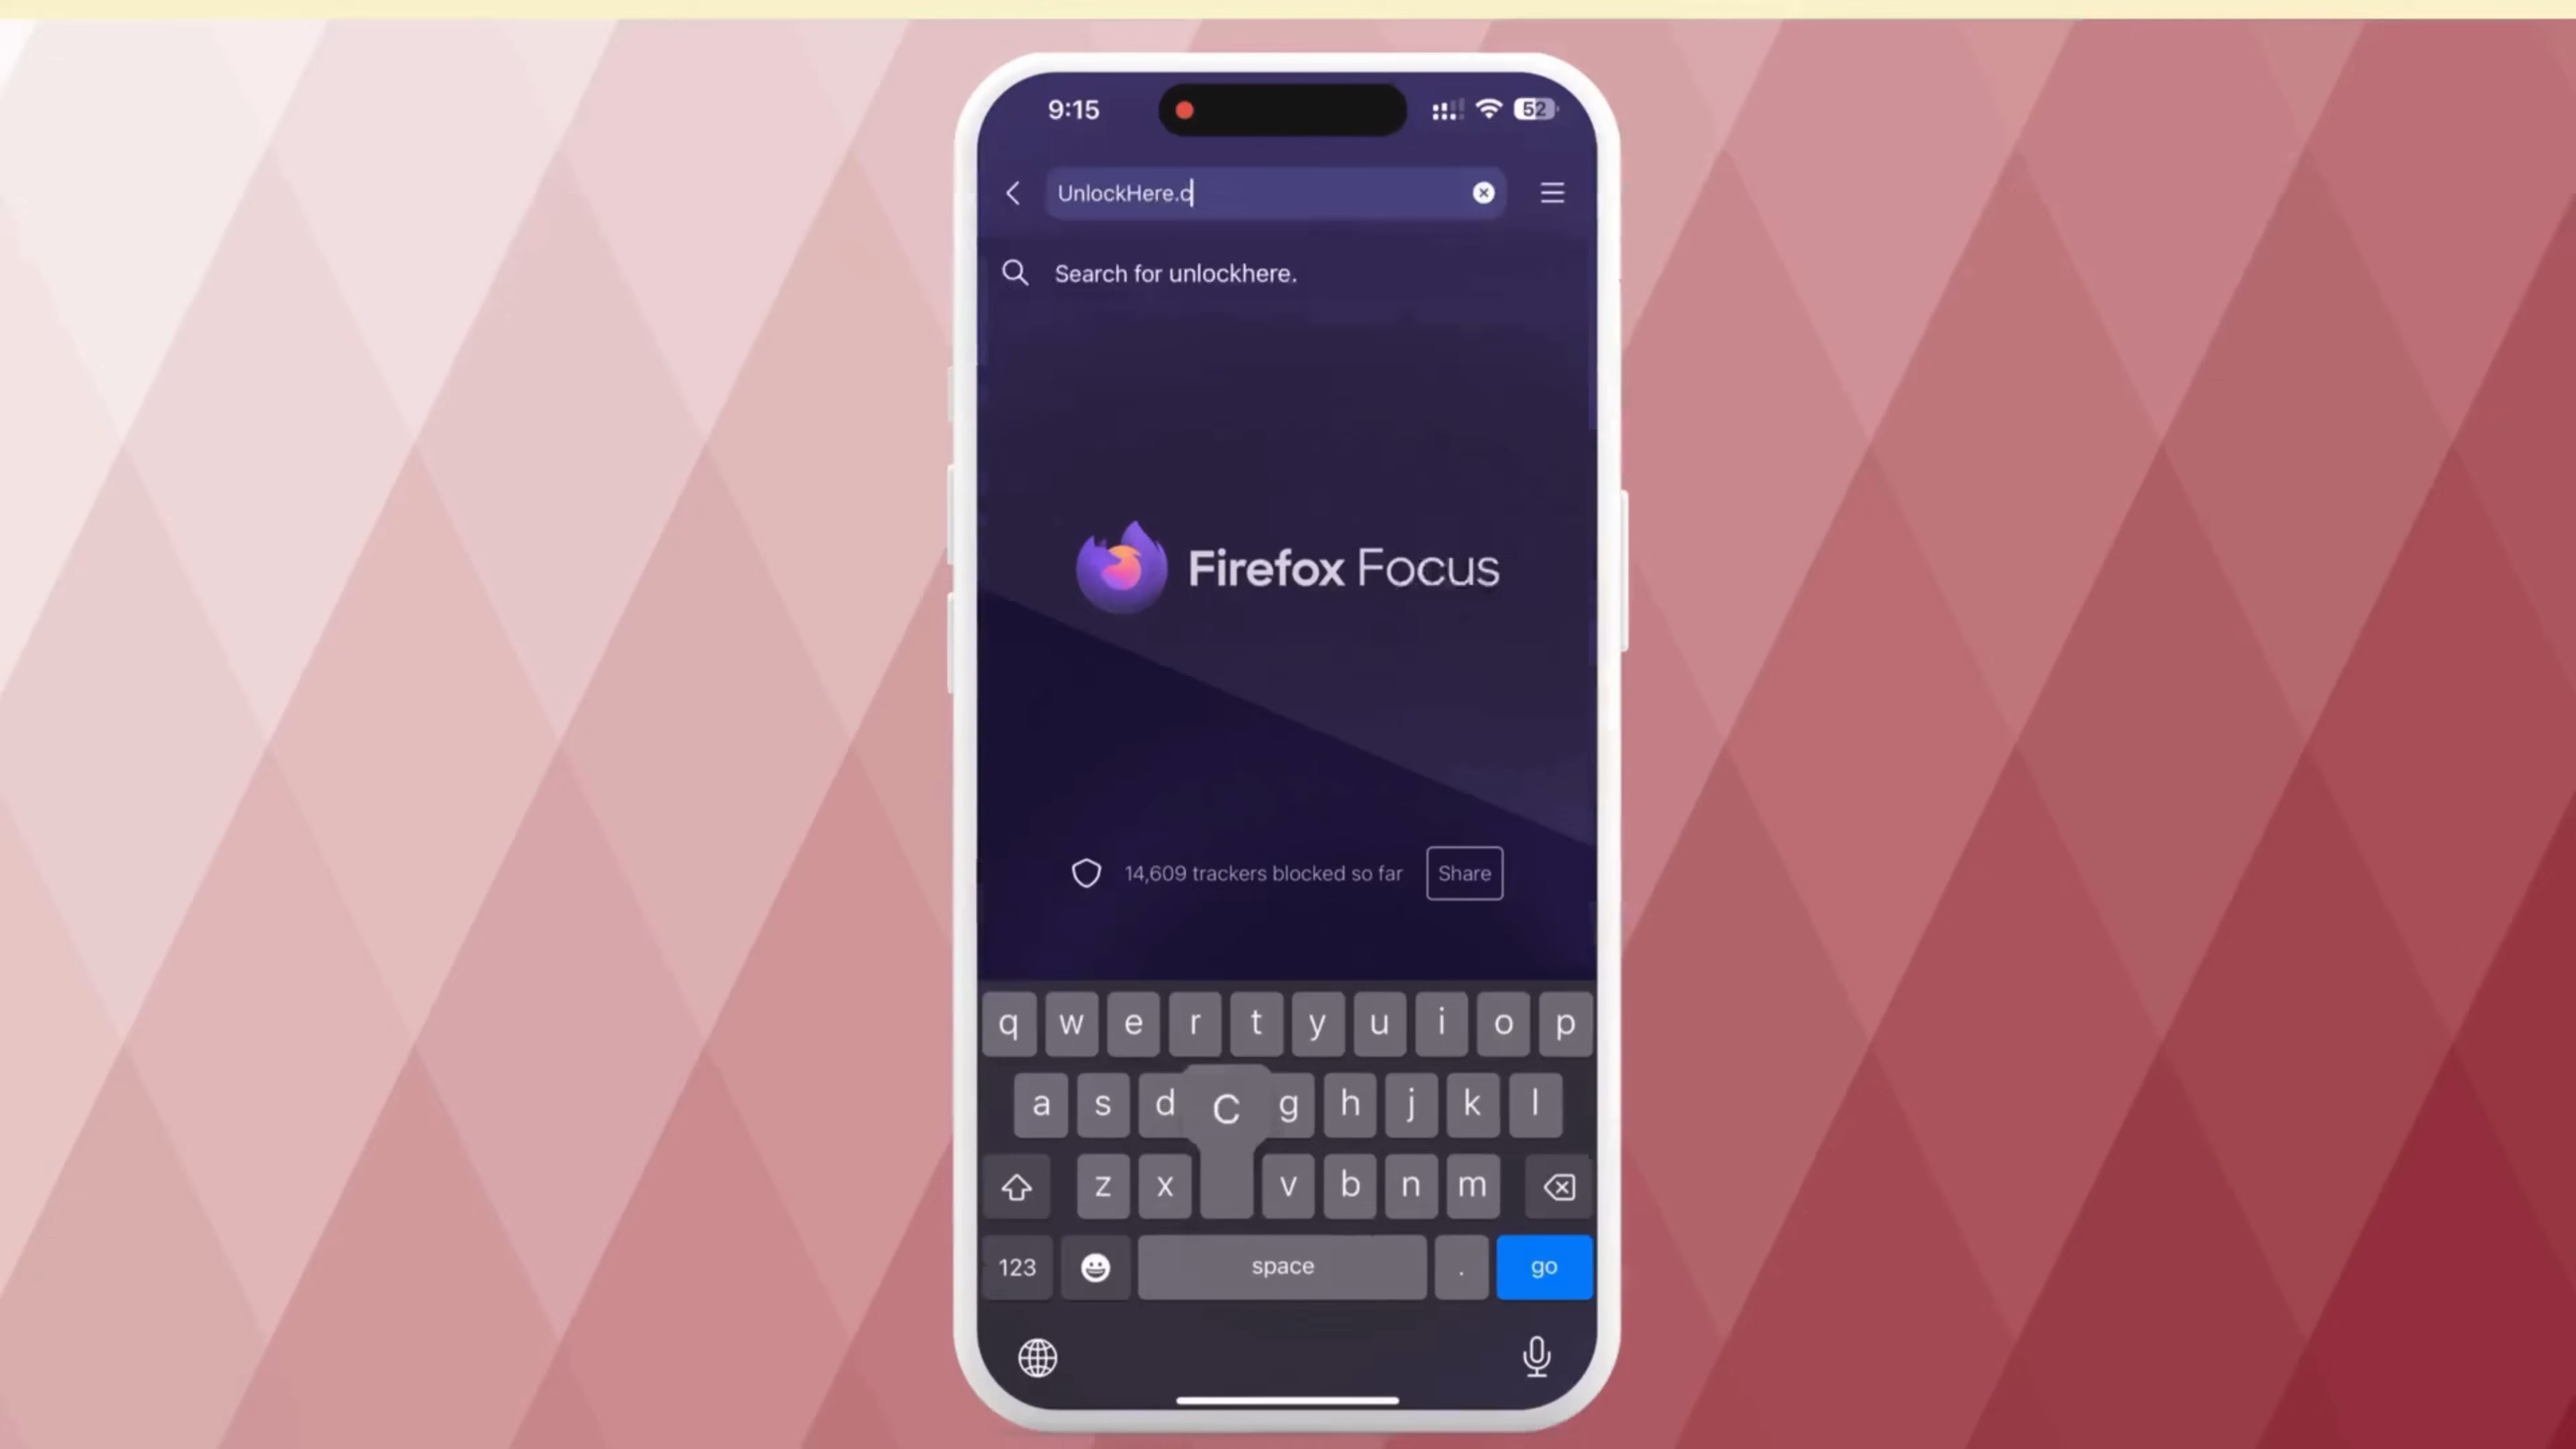 9:15
52
UnlockHere.c
Search for unlockhere.
Firefox Focus
14,609 trackers blocked so far
Share
q w e r t y u i o p
a s d C g h j k l
z x v b n m
123 space . go